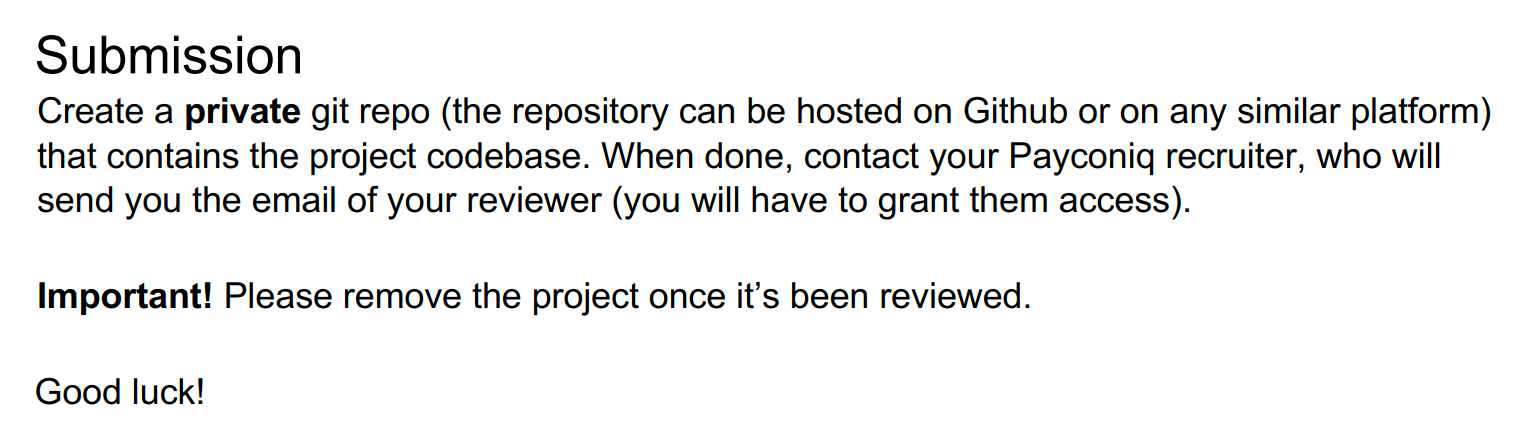 Submission
Create a private git repo (the repository can be hosted on Github or on any similar platform)
that contains the project codebase. When done, contact your Payconiq recruiter, who will
send you the email of your reviewer (you will have to grant them access).
Important! Please remove the project once it’s been reviewed.
Good luck!